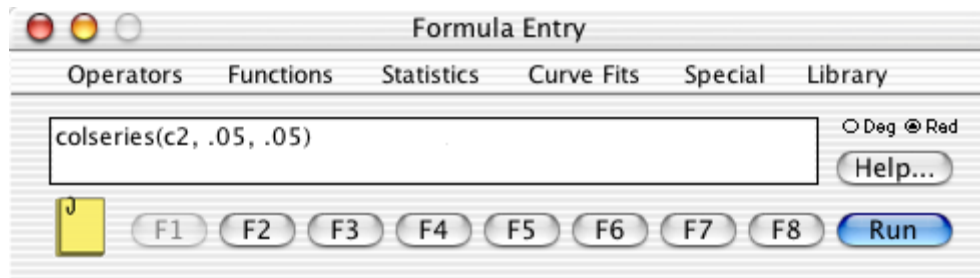 Formula Entry
Operators Functions Statistics Curve Fits Special Library
colseries(c2, .05, .05)
Deg Rad
Help...
F1 F2 F3 F4 F5 F6 F7 F8 Run